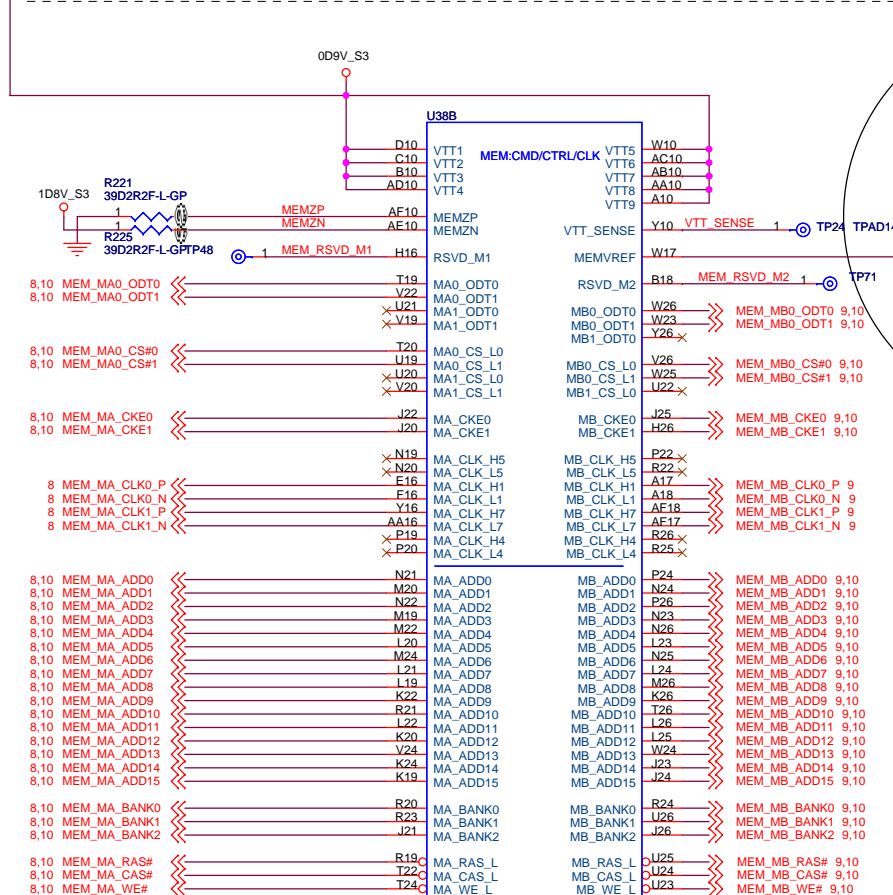 0D9V_S3
U38B
MEM:CMD/CTRL/CLK
D10 VTT1 VTT5 W10
C10 VTT2 VTT6 AC10
B10 VTT3 VTT7 AB10
AD10 VTT4 VTT8 AA10
VTT9 A10
R221
39D2R2F-L-GP
1D8V_S3
1 MEMZP AF10 MEMZP
1 MEMZN AE10 MEMZN VTT_SENSE Y10 VTT_SENSE 1 TP24 TPAD14
R225
39D2R2F-L-GP TP48
1 MEM_RSVD_M1 H16 RSVD_M1 MEMVREF W17
RSVD_M2 B18 MEM_RSVD_M2 1 TP71
8,10 MEM_MA0_ODT0 T19 MA0_ODT0
8,10 MEM_MA0_ODT1 V22 MA0_ODT1
U21 MA1_ODT0 MB0_ODT0 W26 MEM_MB0_ODT0 9,10
V19 MA1_ODT1 MB0_ODT1 W23 MEM_MB0_ODT1 9,10
MB1_ODT0 Y26
8,10 MEM_MA0_CS#0 T20 MA0_CS_L0
8,10 MEM_MA0_CS#1 U19 MA0_CS_L1 MB0_CS_L0 V26 MEM_MB0_CS#0 9,10
U20 MA1_CS_L0 MB0_CS_L1 W25 MEM_MB0_CS#1 9,10
V20 MA1_CS_L1 MB1_CS_L0 U22
8,10 MEM_MA_CKE0 J22 MA_CKE0 MB_CKE0 J25 MEM_MB_CKE0 9,10
8,10 MEM_MA_CKE1 J20 MA_CKE1 MB_CKE1 H26 MEM_MB_CKE1 9,10
N19 MA_CLK_H5 MB_CLK_H5 P22
N20 MA_CLK_L5 MB_CLK_L5 R22
8 MEM_MA_CLK0_P E16 MA_CLK_H1 MB_CLK_H1 A17 MEM_MB_CLK0_P 9
8 MEM_MA_CLK0_N F16 MA_CLK_L1 MB_CLK_L1 A18 MEM_MB_CLK0_N 9
8 MEM_MA_CLK1_P Y16 MA_CLK_H7 MB_CLK_H7 AF18 MEM_MB_CLK1_P 9
8 MEM_MA_CLK1_N AA16 MA_CLK_L7 MB_CLK_L7 AF17 MEM_MB_CLK1_N 9
P19 MA_CLK_H4 MB_CLK_H4 R26
P20 MA_CLK_L4 MB_CLK_L4 R25
8,10 MEM_MA_ADD0 N21 MA_ADD0 MB_ADD0 P24 MEM_MB_ADD0 9,10
8,10 MEM_MA_ADD1 M20 MA_ADD1 MB_ADD1 N24 MEM_MB_ADD1 9,10
8,10 MEM_MA_ADD2 N22 MA_ADD2 MB_ADD2 P26 MEM_MB_ADD2 9,10
8,10 MEM_MA_ADD3 M19 MA_ADD3 MB_ADD3 N23 MEM_MB_ADD3 9,10
8,10 MEM_MA_ADD4 M22 MA_ADD4 MB_ADD4 N26 MEM_MB_ADD4 9,10
8,10 MEM_MA_ADD5 L20 MA_ADD5 MB_ADD5 L23 MEM_MB_ADD5 9,10
8,10 MEM_MA_ADD6 M24 MA_ADD6 MB_ADD6 N25 MEM_MB_ADD6 9,10
8,10 MEM_MA_ADD7 L21 MA_ADD7 MB_ADD7 L24 MEM_MB_ADD7 9,10
8,10 MEM_MA_ADD8 L19 MA_ADD8 MB_ADD8 M26 MEM_MB_ADD8 9,10
8,10 MEM_MA_ADD9 K22 MA_ADD9 MB_ADD9 K26 MEM_MB_ADD9 9,10
8,10 MEM_MA_ADD10 R21 MA_ADD10 MB_ADD10 T26 MEM_MB_ADD10 9,10
8,10 MEM_MA_ADD11 L22 MA_ADD11 MB_ADD11 L26 MEM_MB_ADD11 9,10
8,10 MEM_MA_ADD12 K20 MA_ADD12 MB_ADD12 L25 MEM_MB_ADD12 9,10
8,10 MEM_MA_ADD13 V24 MA_ADD13 MB_ADD13 W24 MEM_MB_ADD13 9,10
8,10 MEM_MA_ADD14 K24 MA_ADD14 MB_ADD14 J23 MEM_MB_ADD14 9,10
8,10 MEM_MA_ADD15 K19 MA_ADD15 MB_ADD15 J24 MEM_MB_ADD15 9,10
8,10 MEM_MA_BANK0 R20 MA_BANK0 MB_BANK0 R24 MEM_MB_BANK0 9,10
8,10 MEM_MA_BANK1 R23 MA_BANK1 MB_BANK1 U26 MEM_MB_BANK1 9,10
8,10 MEM_MA_BANK2 J21 MA_BANK2 MB_BANK2 J26 MEM_MB_BANK2 9,10
8,10 MEM_MA_RAS# R19 MA_RAS_L MB_RAS_L U25 MEM_MB_RAS# 9,10
8,10 MEM_MA_CAS# T22 MA_CAS_L MB_CAS_L U24 MEM_MB_CAS# 9,10
8,10 MEM_MA_WE# T24 MA_WE_L MB_WE_L U23 MEM_MB_WE# 9,10